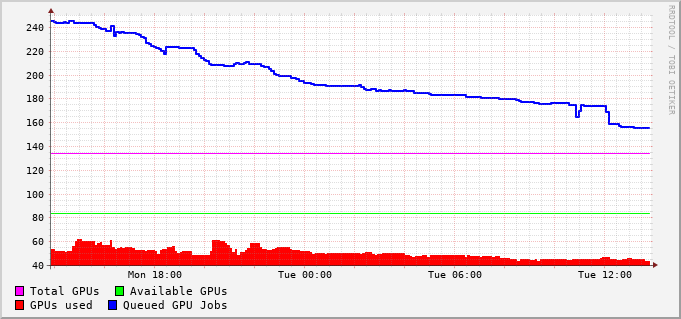 240
220
200
180
160
140
120
100
80
60
40
Mon 18:00 Tue 00:00 Tue 06:00 Tue 12:00
Total GPUs Available GPUs
GPUs used Queued GPU Jobs
RRDTOOL / TOBI OETIKER